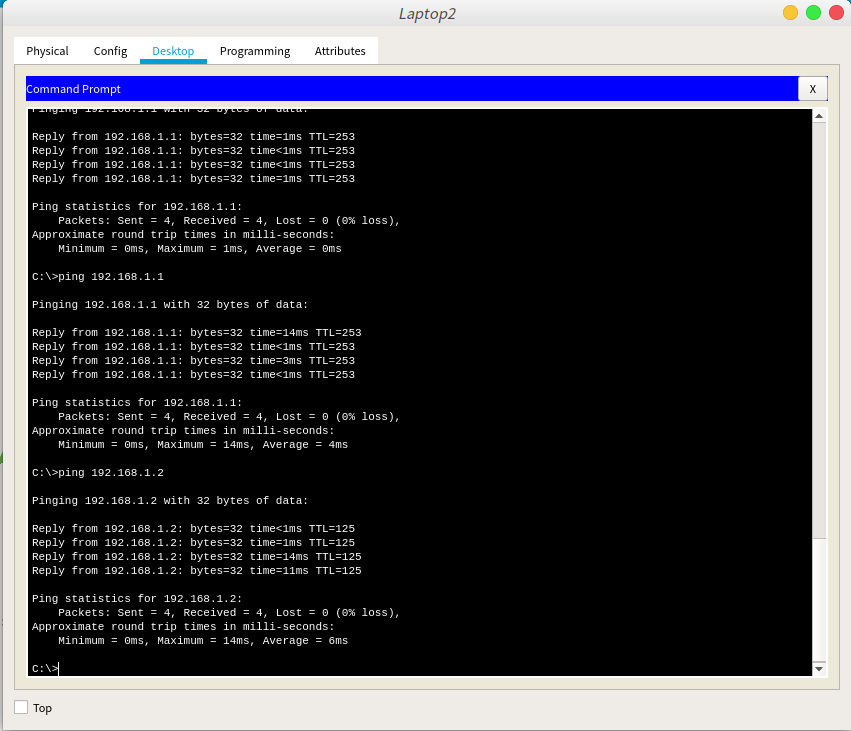 Laptop2
Physical Config Desktop Programming Attributes
Command Prompt X
Pinging 192.168.1.1 with 32 bytes of data:
Reply from 192.168.1.1: bytes=32 time=1ms TTL=253
Reply from 192.168.1.1: bytes=32 time<1ms TTL=253
Reply from 192.168.1.1: bytes=32 time<1ms TTL=253
Reply from 192.168.1.1: bytes=32 time=1ms TTL=253
Ping statistics for 192.168.1.1:
Packets: Sent = 4, Received = 4, Lost = 0 (0% loss),
Approximate round trip times in milli-seconds:
Minimum = 0ms, Maximum = 1ms, Average = 0ms
C:\>ping 192.168.1.1
Pinging 192.168.1.1 with 32 bytes of data:
Reply from 192.168.1.1: bytes=32 time=14ms TTL=253
Reply from 192.168.1.1: bytes=32 time<1ms TTL=253
Reply from 192.168.1.1: bytes=32 time=3ms TTL=253
Reply from 192.168.1.1: bytes=32 time<1ms TTL=253
Ping statistics for 192.168.1.1:
Packets: Sent = 4, Received = 4, Lost = 0 (0% loss),
Approximate round trip times in milli-seconds:
Minimum = 0ms, Maximum = 14ms, Average = 4ms
C:\>ping 192.168.1.2
Pinging 192.168.1.2 with 32 bytes of data:
Reply from 192.168.1.2: bytes=32 time<1ms TTL=125
Reply from 192.168.1.2: bytes=32 time=1ms TTL=125
Reply from 192.168.1.2: bytes=32 time=14ms TTL=125
Reply from 192.168.1.2: bytes=32 time=11ms TTL=125
Ping statistics for 192.168.1.2:
Packets: Sent = 4, Received = 4, Lost = 0 (0% loss),
Approximate round trip times in milli-seconds:
Minimum = 0ms, Maximum = 14ms, Average = 6ms
C:\>
Top